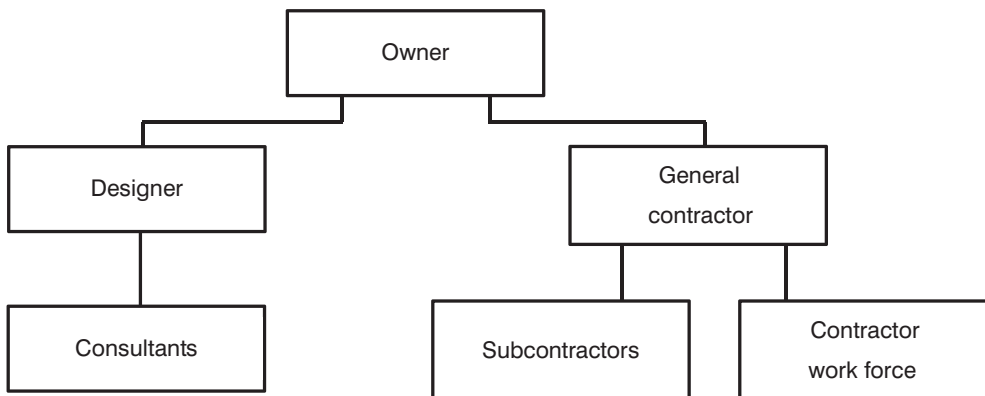 Owner
Designer
General
contractor
Consultants
Subcontractors
Contractor
work force